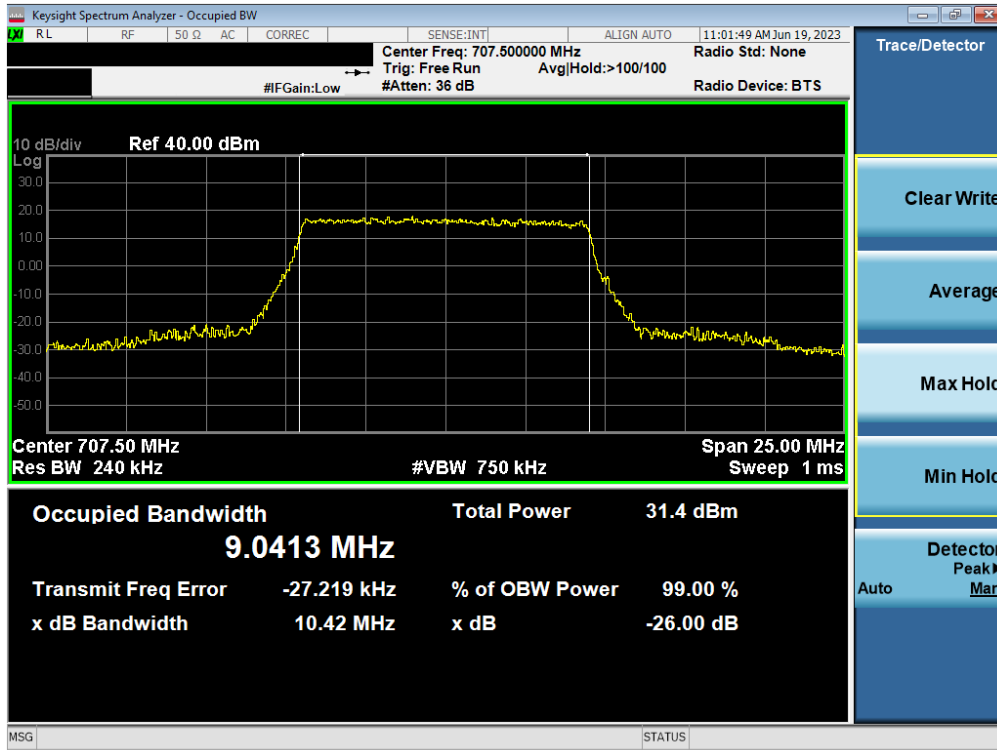 Keysight Spectrum Analyzer - Occupied BW
LXI RL RF 50 Ω AC CORREC SENSE:INT ALIGN AUTO 11:01:49 AM Jun 19, 2023
Center Freq: 707.500000 MHz Radio Std: None
Trig: Free Run Avg|Hold:>100/100
#IFGain:Low #Atten: 36 dB Radio Device: BTS
10 dB/div Ref 40.00 dBm
Log
30.0
20.0
10.0
0.00
-10.0
-20.0
-30.0
-40.0
-50.0
Center 707.50 MHz Span 25.00 MHz
Res BW 240 kHz #VBW 750 kHz Sweep 1 ms
Occupied Bandwidth Total Power 31.4 dBm
9.0413 MHz
Transmit Freq Error -27.219 kHz % of OBW Power 99.00 %
x dB Bandwidth 10.42 MHz x dB -26.00 dB
MSG STATUS
Trace/Detector
Clear Write
Average
Max Hold
Min Hold
Detector
Peak
Auto Man